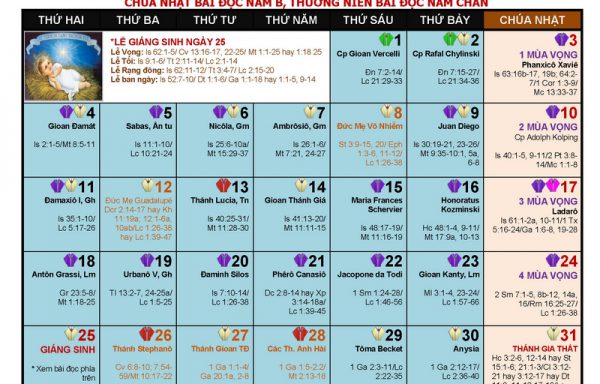 CHÚA NHẬT BÀI ĐỌC NĂM B, THƯỜNG NIÊN BÀI ĐỌC NĂM CHẴN
THỨ HAI THỨ BA THỨ TƯ THỨ NĂM THỨ SÁU THỨ BẢY CHÚA NHẬT
*LỄ GIÁNG SINH NGÀY 25
Lễ Vọng: Is 62:1-5/ Cv 13:16-17, 22-25/ Mt 1:1-25 hay 1:18 25
Lễ Tối: Is 9:1-6/ Tt 2:11-14/ Lc 2:1-14
Lễ Rạng đông: Is 62:11-12/ Tt 3:4-7/ Lc 2:15-20
Lễ ban ngày: Is 52:7-10/ Dt 1:1-6/ Ga 1:1-18 hay 1:1-5, 9-14
1
Cp Gioan Vercelli
Đn 7:2-14/
Lc 21:29-33
2
Cp Rafal Chylinski
Đn 7:15-27/
Lc 21:34-36
3
1 MÙA VỌNG
Phanxicô Xaviê
Is 63:16b-17, 19b; 64:2-
7/1 Cor 1:3-9/
Mc 13:33-37
4
Gioan Đamát
Is 2:1-5/Mt 8:5-11
5
Sabas, Ẩn tu
Is 11:1-10/
Lc 10:21-24
6
Nicôla, Gm
Is 25:6-10a/
Mt 15:29-37
7
Ambrôsiô, Gm
Is 26:1-6/
Mt 7:21, 24-27
8
Đức Mẹ Vô Nhiễm
St 3:9-15, 20/ Eph
1:3-6, 11-12/
Lc 1:26-38
9
Juan Diego
Is 30:19-21, 23-26/
Mt 9:35-10:1, 5a,
6-8
10
2 MÙA VỌNG
Cp Adolph Kolping
Is 40:1-5, 9-11/2 Pt 3:8-
14/Mc 1:1-8
11
Đamaxiô I, Gh
Is 35:1-10/
Lc 5:17-26
12
Đức Mẹ Guadalupê
Dcr 2:14-17 hay Kh
11:19a; 12:1-6a,
10ab/Lc 1:26-38
hay Lc 1:39-47
13
Thánh Lucia, Tn
Is 40:25-31/
Mt 11:28-30
14
Gioan Thánh Giá
Is 41:13-20/
Mt 11:11-15
15
Maria Frances
Schervier
Is 48:17-19/
Mt 11:16-19
16
Honoratus
Kozminski
Hc 48:1-4, 9-11/
Mt 17:9a, 10-13
17
3 MÙA VỌNG
Ladarô
Is 61:1-2a, 10-11/1 Tx
5:16-24/Ga 1:6-8, 19-28
18
Antôn Grassi, Lm
Gr 23:5-8/
Mt 1:18-25
19
Urbanô V, Gh
Tl 13:2-7, 24-25a/
Lc 1:5-25
20
Đaminh Silos
Is 7:10-14/
Lc 1:26-38
21
Phêrô Canasiô
Dc 2:8-14 hay Xp
3:14-18a/
Lc 1:39-45
22
Jacopone da Todi
1 Sm 1:24-28/
Lc 1:46-56
23
Gioan Kanty, Lm
Ml 3:1-4, 23-24/
Lc 1:57-66
24
4 MÙA VỌNG
2 Sm 7:1-5, 8b-12, 14a,
16/Rm 16:25-27/
Lc 1:26-38
25
GIÁNG SINH
* Xem bài đọc phía
trên
26
Thánh Stephanô
Cv 6:8-10; 7:54-
59/Mt 10:17-22
27
Thánh Gioan TĐ
1 Ga 1:1-4/
Ga 20:1a, 2-8
28
Các Th. Anh Hài
1 Ga 1:5-2:2/
Mt 2:13-18
29
Tôma Becket
1 Ga 2:3-11/
Lc 2:22-35
30
Anysia
1 Ga 2:12-17/
Lc 2:36-40
31
THÁNH GIA THẤT
Hc 3:2-6, 12-14 hay St
15:1-6; 21:1-3/Cl 3:12-
21 hay 3:12-17 hay Dt